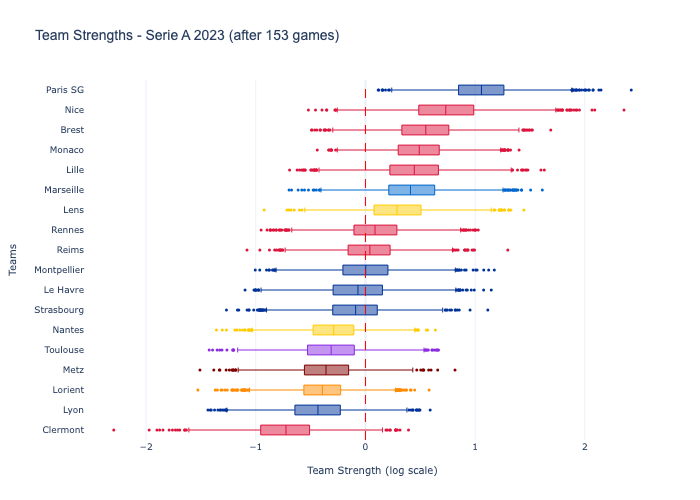 Team Strengths - Serie A 2023 (after 153 games)
Paris SG
Nice
Brest
Monaco
Lille
Marseille
Lens
Rennes
Reims
Montpellier
Le Havre
Strasbourg
Nantes
Toulouse
Metz
Lorient
Lyon
Clermont
Teams
−2
−1
0
1
2
Team Strength (log scale)